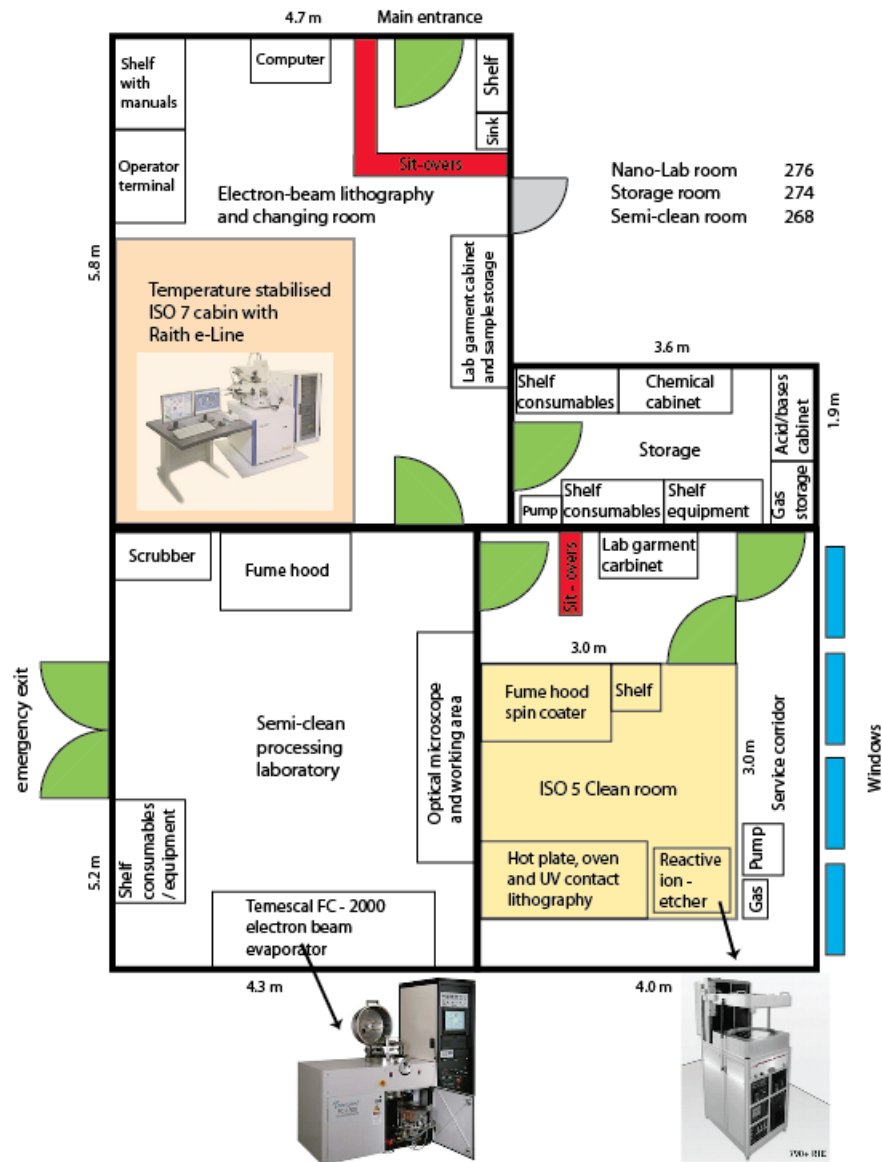 4.7 m
Main entrance
Shelf
with
manuals
Computer
Shelf
Sink
Operator
terminal
Sit-overs
Electron-beam lithography
and changing room
Nano-Lab room 276
Storage room 274
Semi-clean room 268
5.8 m
Temperature stabilised
ISO 7 cabin with
Raith e-Line
Lab garment cabinet
and sample storage
3.6 m
Shelf
consumables
Chemical
cabinet
Acid/bases
cabinet
1.9 m
Storage
Pump
Shelf
consumables
Shelf
equipment
Gas
storage
Scrubber
Fume hood
Sit - overs
Lab garment
carbinet
3.0 m
emergency exit
Semi-clean
processing
laboratory
Optical microscope
and working area
Fume hood
spin coater
Shelf
ISO 5 Clean room
3.0 m
Service corridor
Windows
5.2 m
Shelf
consumables
/ equipment
Hot plate, oven
and UV contact
lithography
Reactive
ion -
etcher
Pump
Gas
Temescal FC - 2000
electron beam
evaporator
4.3 m
4.0 m
Temescal
790+ RIE